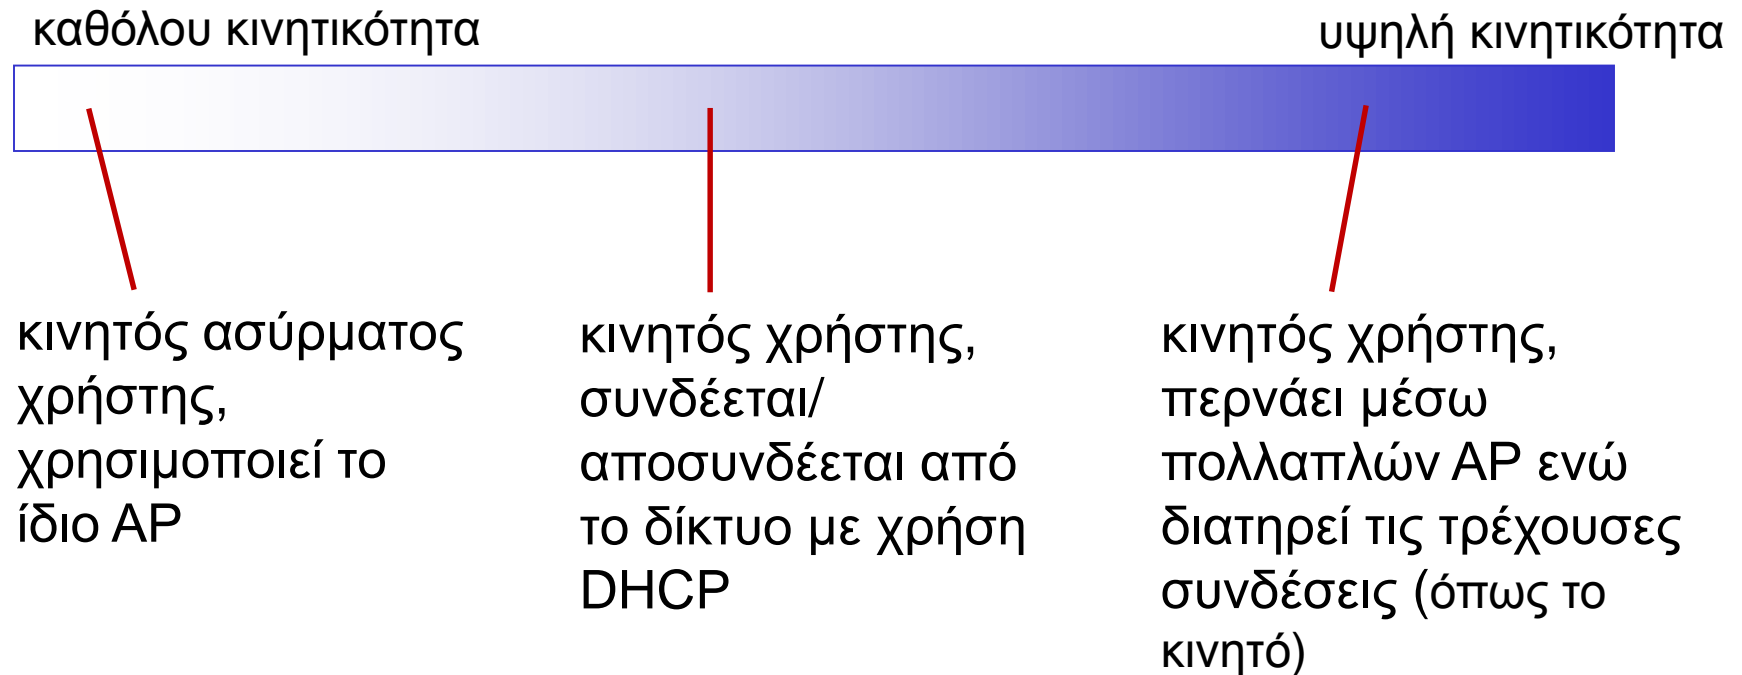 καθόλου κινητικότητα
υψηλή κινητικότητα
κινητός ασύρματος
χρήστης,
χρησιμοποιεί το
ίδιο AP
κινητός χρήστης,
συνδέεται/
αποσυνδέεται από
το δίκτυο με χρήση
DHCP
κινητός χρήστης,
περνάει μέσω
πολλαπλών AP ενώ
διατηρεί τις τρέχουσες
συνδέσεις (όπως το
κινητό)